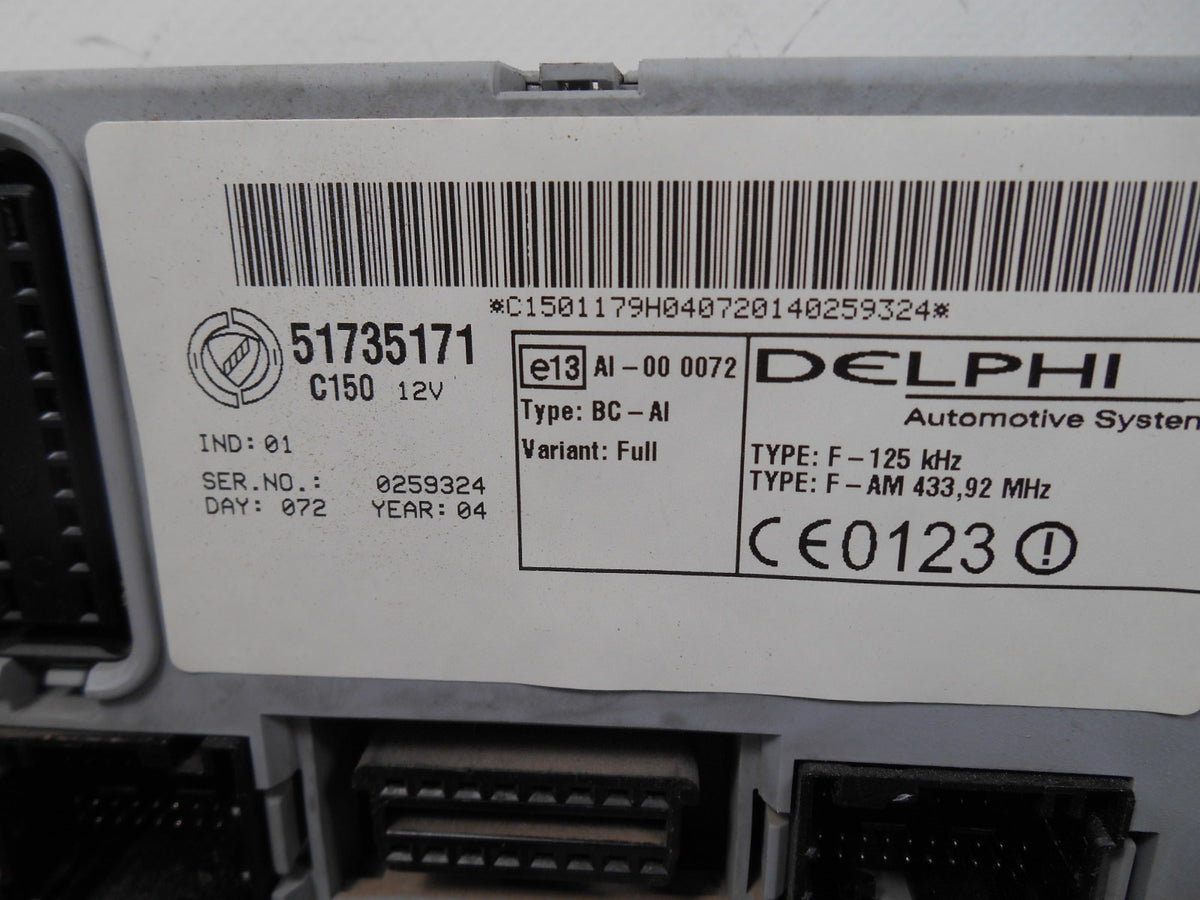 *C1501179H040720140259324*
51735171
C150 12V
IND: 01
SER.NO.: 0259324
DAY: 072 YEAR: 04
e13 AI-00 0072
Type: BC-AI
Variant: Full
DELPHI
Automotive System
TYPE: F-125 kHz
TYPE: F-AM 433,92 MHz
CE0123